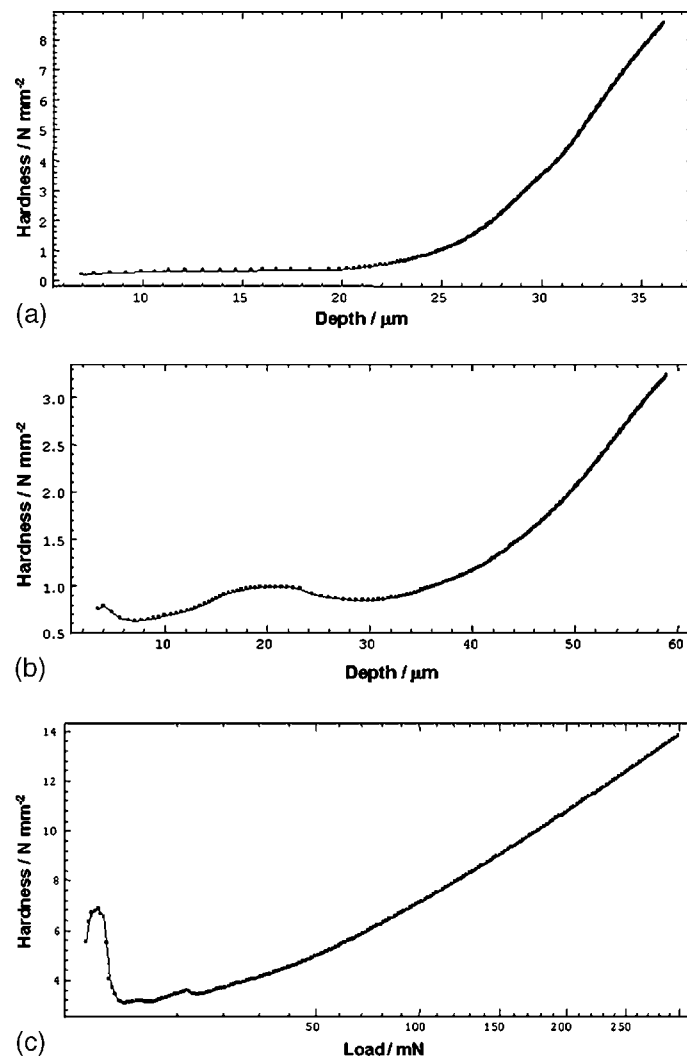 8
7
6
5
4
3
2
1
0
Hardness / N mm-2
10 15 20 25 30 35
(a)
Depth / μm
3.0
2.5
2.0
1.5
1.0
0.5
Hardness / N mm-2
10 20 30 40 50 60
(b)
Depth / μm
14
12
10
8
6
4
Hardness / N mm-2
50 100 150 200 250
(c)
Load / mN